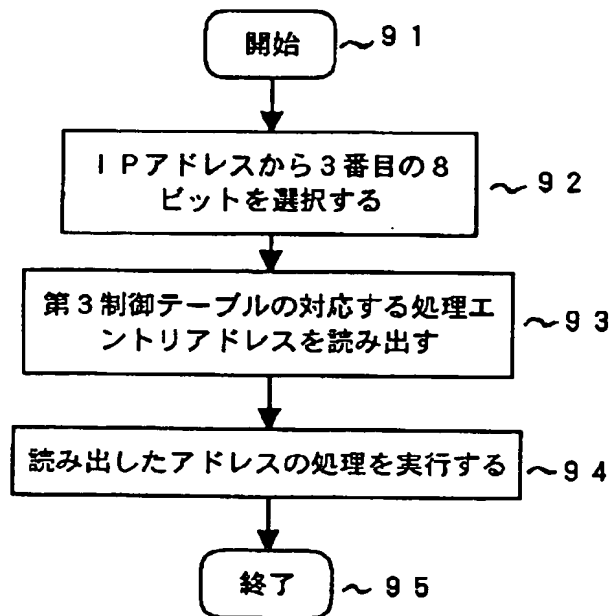 開始 ～91
IPアドレスから3番目の8
ビットを選択する ～92
第3制御テーブルの対応する処理エ
ントリアドレスを読み出す ～93
読み出したアドレスの処理を実行する ～94
終了 ～95